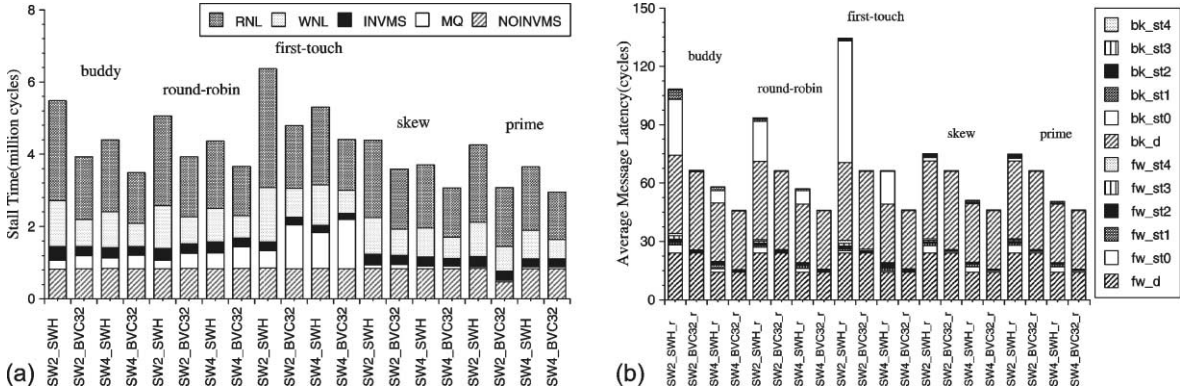 8
6
4
2
0
Stall Time(million cycles)
RNL WNL INVMS MQ NOINVMS
first-touch
buddy
round-robin
skew
prime
SW2_SWH
SW2_BVC32
SW4_SWH
SW4_BVC32
SW2_SWH
SW2_BVC32
SW4_SWH
SW4_BVC32
SW2_SWH
SW2_BVC32
SW4_SWH
SW4_BVC32
SW2_SWH
SW2_BVC32
SW4_SWH
SW4_BVC32
SW2_SWH
SW2_BVC32
SW4_SWH
SW4_BVC32
(a)
150
120
90
60
30
0
Average Message Latency(cycles)
first-touch
buddy
round-robin
skew
prime
SW2_SWH_r
SW2_BVC32_r
SW4_SWH_r
SW4_BVC32_r
SW2_SWH_r
SW2_BVC32_r
SW4_SWH_r
SW4_BVC32_r
SW2_SWH_r
SW2_BVC32_r
SW4_SWH_r
SW4_BVC32_r
SW2_SWH_r
SW2_BVC32_r
SW4_SWH_r
SW4_BVC32_r
SW2_SWH_r
SW2_BVC32_r
SW4_SWH_r
SW4_BVC32_r
(b)
bk_st4
bk_st3
bk_st2
bk_st1
bk_st0
bk_d
fw_st4
fw_st3
fw_st2
fw_st1
fw_st0
fw_d